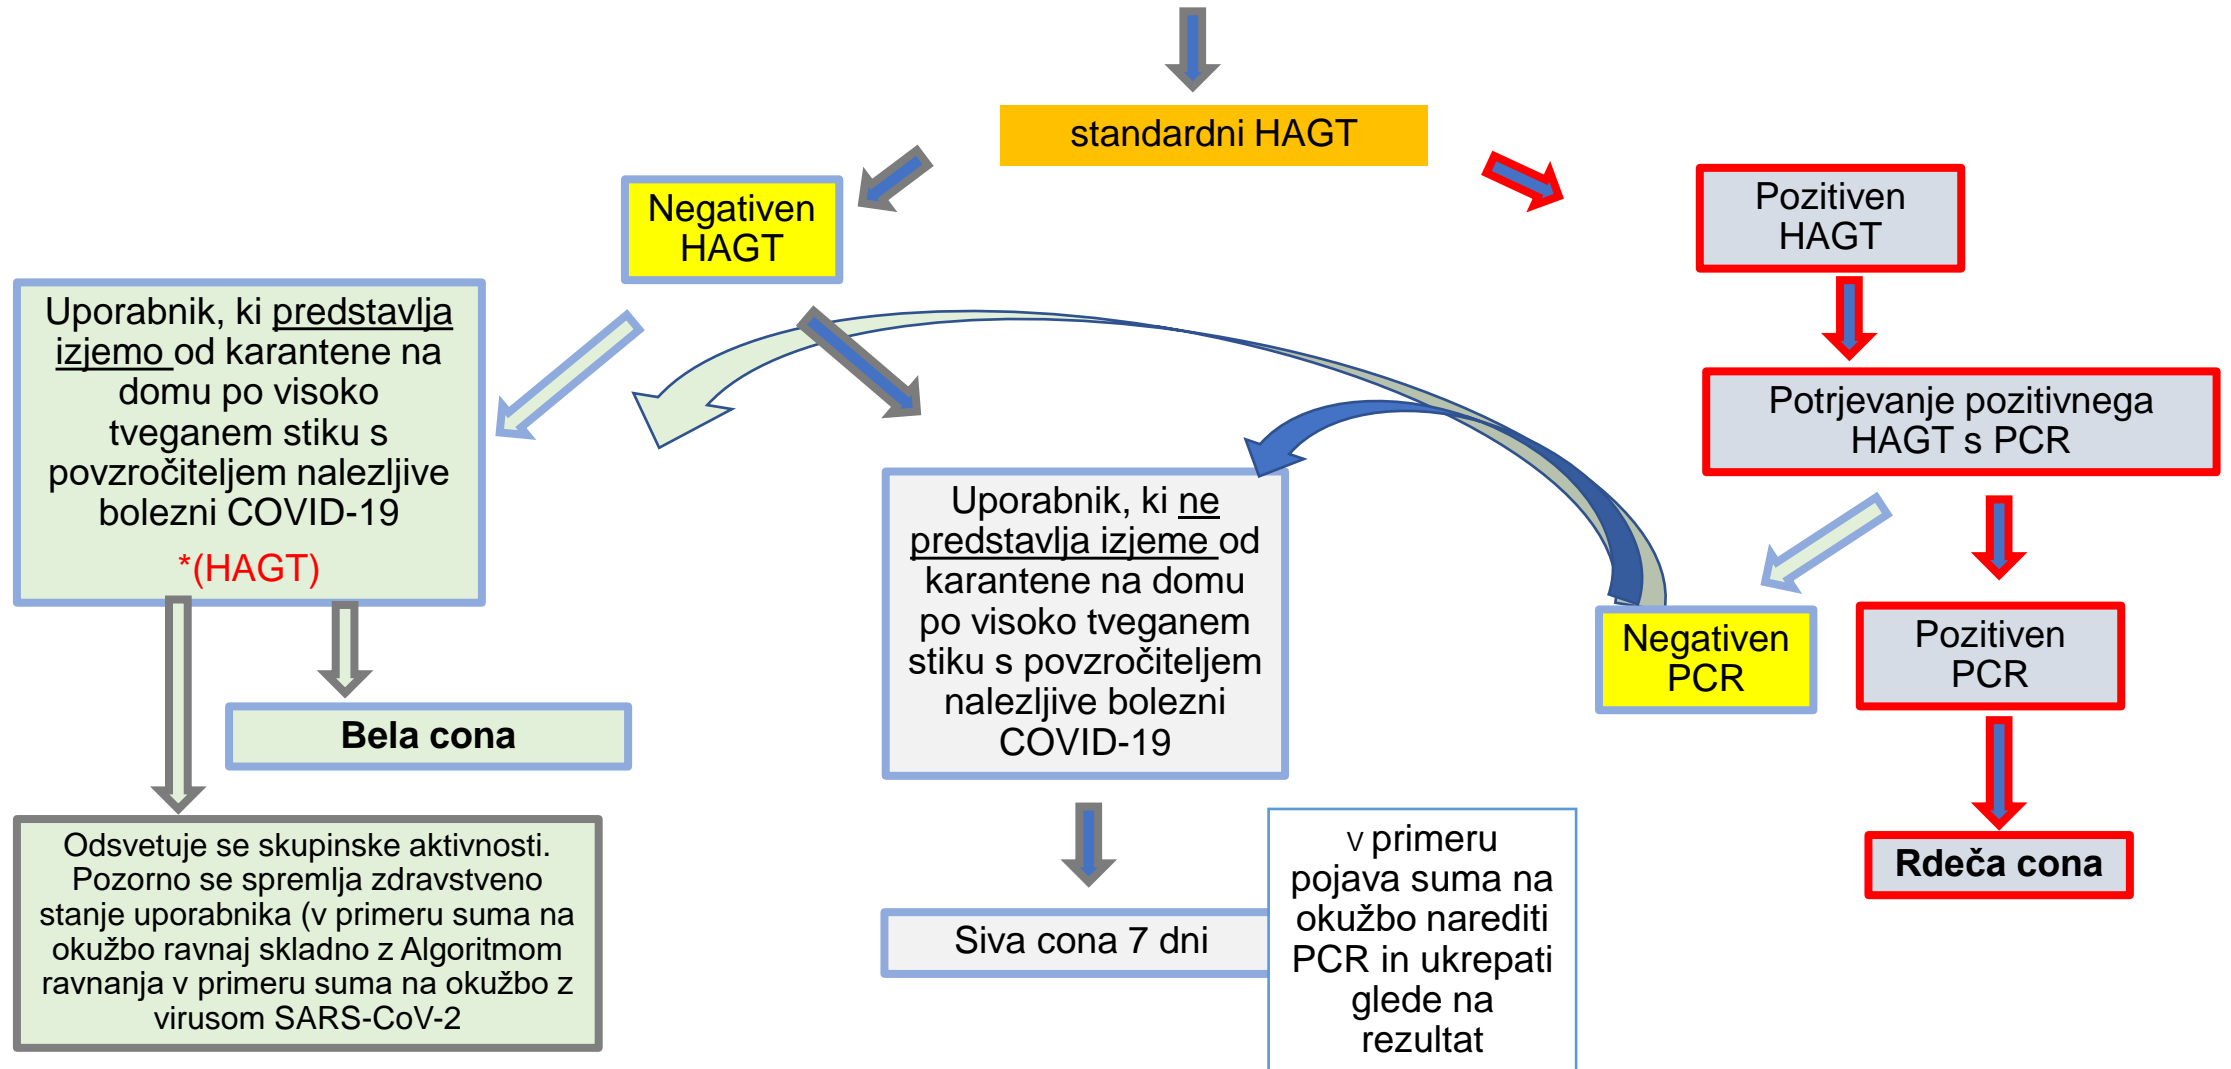 standardni HAGT
Negativen
HAGT
Pozitiven
HAGT
Uporabnik, ki predstavlja
izjemo od karantene na
domu po visoko
tveganem stiku s
povzročiteljem nalezljive
bolezni COVID-19
*(HAGT)
Potrjevanje pozitivnega
HAGT s PCR
Uporabnik, ki ne
predstavlja izjeme od
karantene na domu
po visoko tveganem
stiku s povzročiteljem
nalezljive bolezni
COVID-19
Negativen
PCR
Pozitiven
PCR
Bela cona
Odsvetuje se skupinske aktivnosti.
Pozorno se spremlja zdravstveno
stanje uporabnika (v primeru suma na
okužbo ravnaj skladno z Algoritmom
ravnanja v primeru suma na okužbo z
virusom SARS-CoV-2
Siva cona 7 dni
V primeru
pojava suma na
okužbo narediti
PCR in ukrepati
glede na
rezultat
Rdeča cona